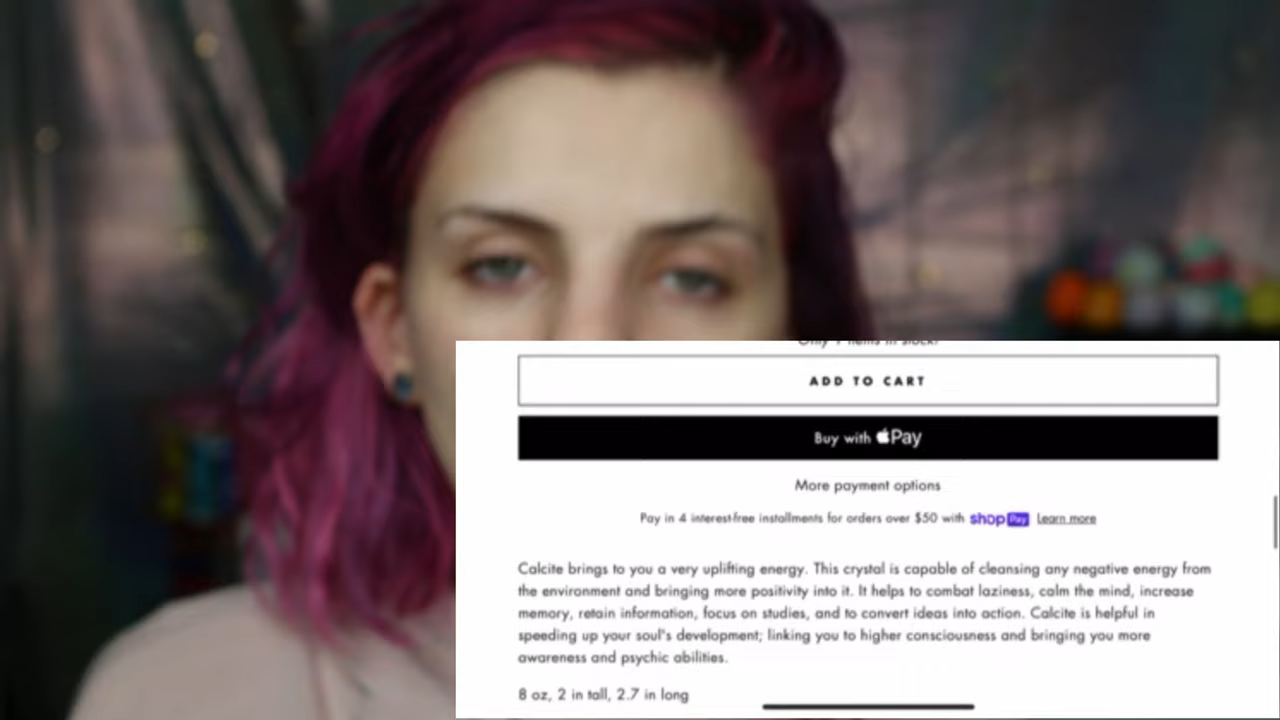 ADD TO CART
Buy with Pay
More payment options
Pay in 4 interest-free installments for orders over $50 with shop Pay Learn more
Calcite brings to you a very uplifting energy. This crystal is capable of cleansing any negative energy from
the environment and bringing more positivity into it. It helps to combat laziness, calm the mind, increase
memory, retain information, focus on studies, and to convert ideas into action. Calcite is helpful in
speeding up your soul's development; linking you to higher consciousness and bringing you more
awareness and psychic abilities.
8 oz, 2 in tall, 2.7 in long